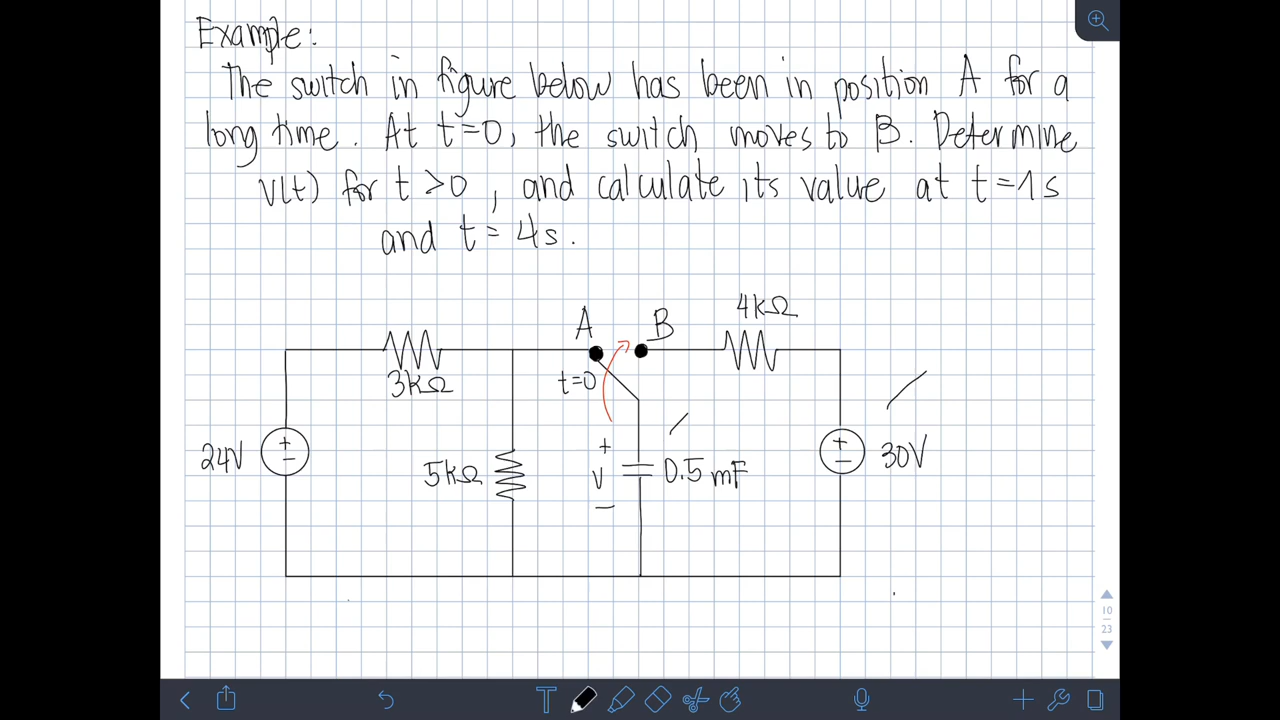 Example:
The switch in figure below has been in position A for a
long time. At t=0, the switch moves to B. Determine
v(t) for t>0, and calculate its value at t=1s
and t=4s.
A
B
4kΩ
3kΩ
t=0
24V
+
−
5kΩ
+
v
−
0.5 mF
+
−
30V
10
23
T